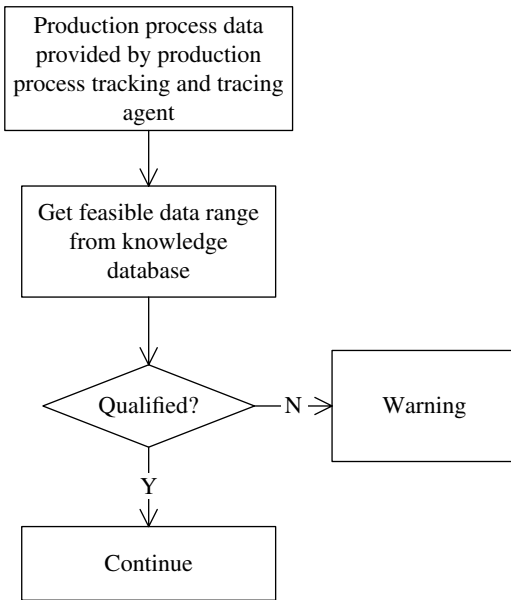 Production process data
provided by production
process tracking and tracing
agent
Get feasible data range
from knowledge
database
Qualified?
N
Warning
Y
Continue